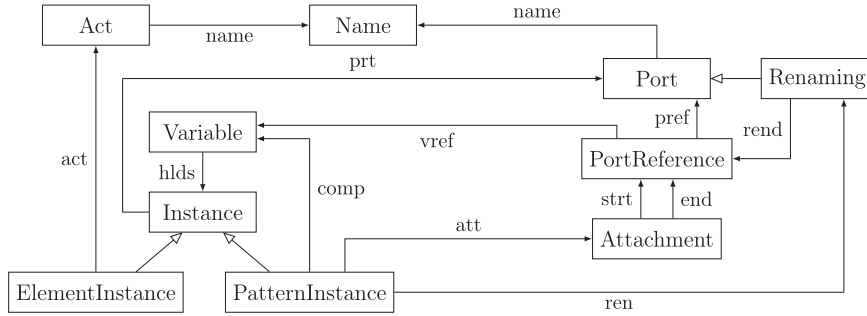 Act
name
Name
name
prt
Port
Renaming
Variable
vref
pref
rend
act
hlds
PortReference
comp
strt
end
Instance
att
Attachment
ElementInstance
PatternInstance
ren